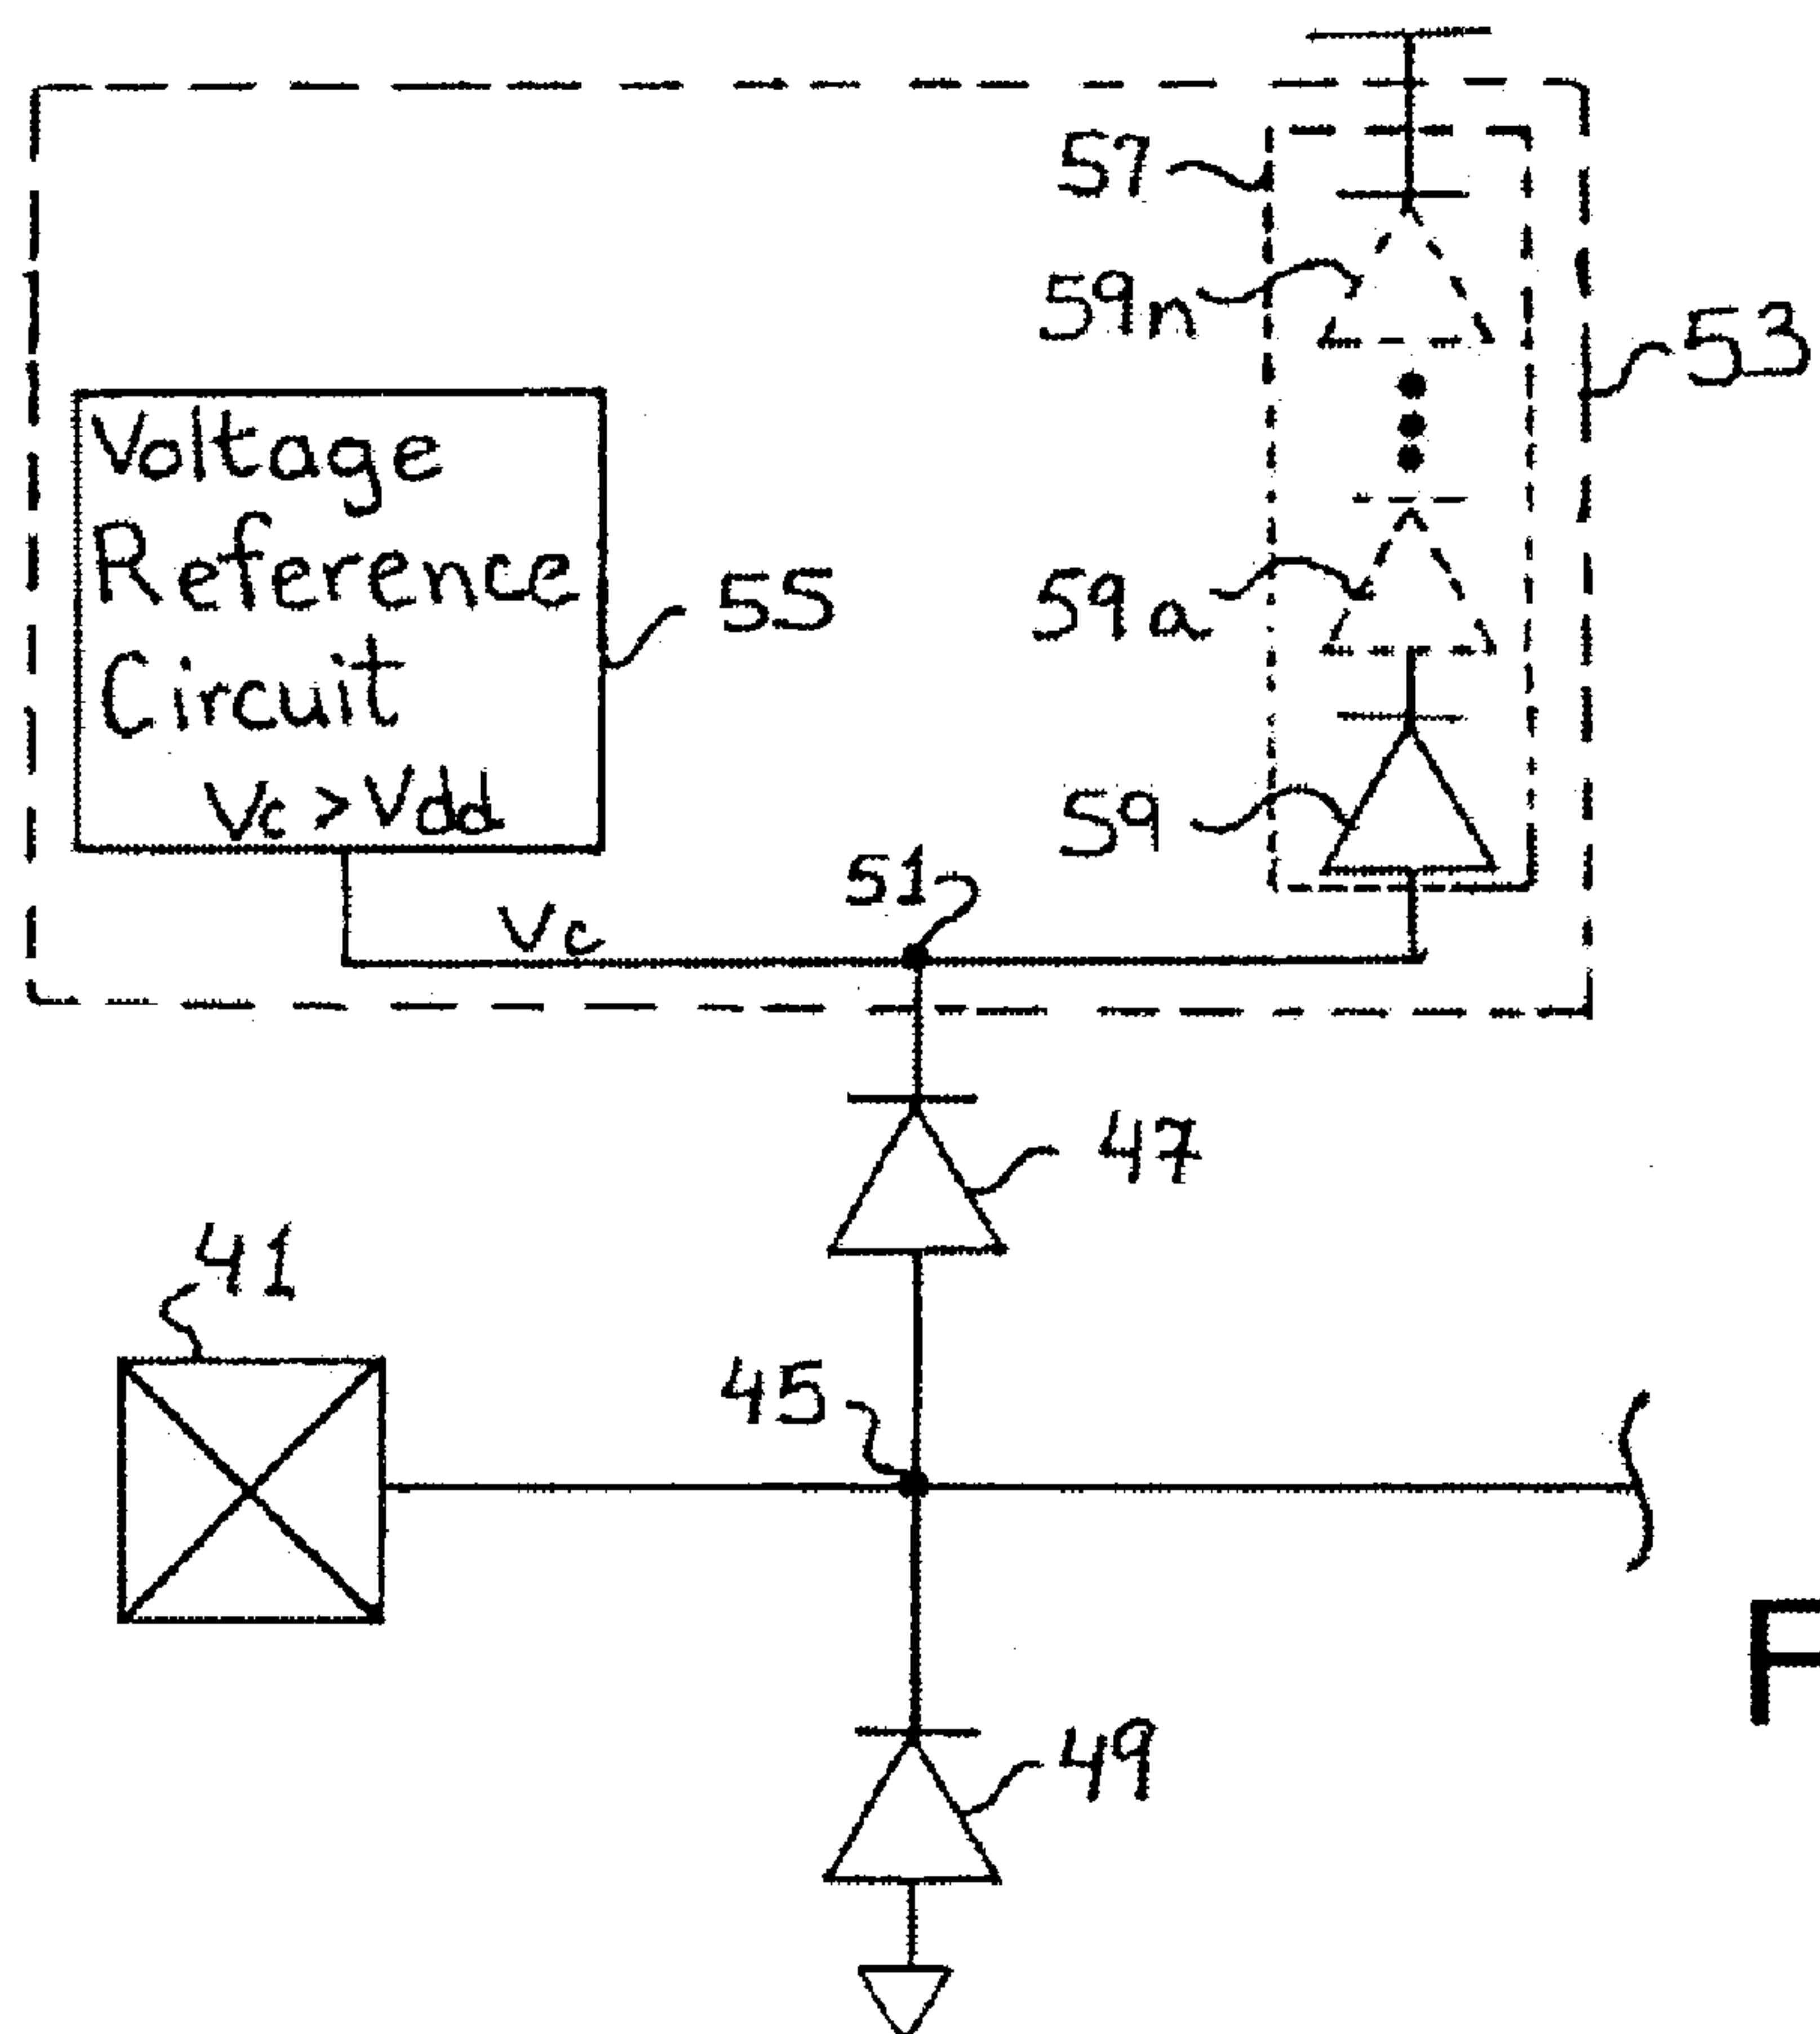 57
59n
53
Voltage
Reference
Circuit
Vc > Vdd
55
59a
59
51
Vc
47
41
45
49
F